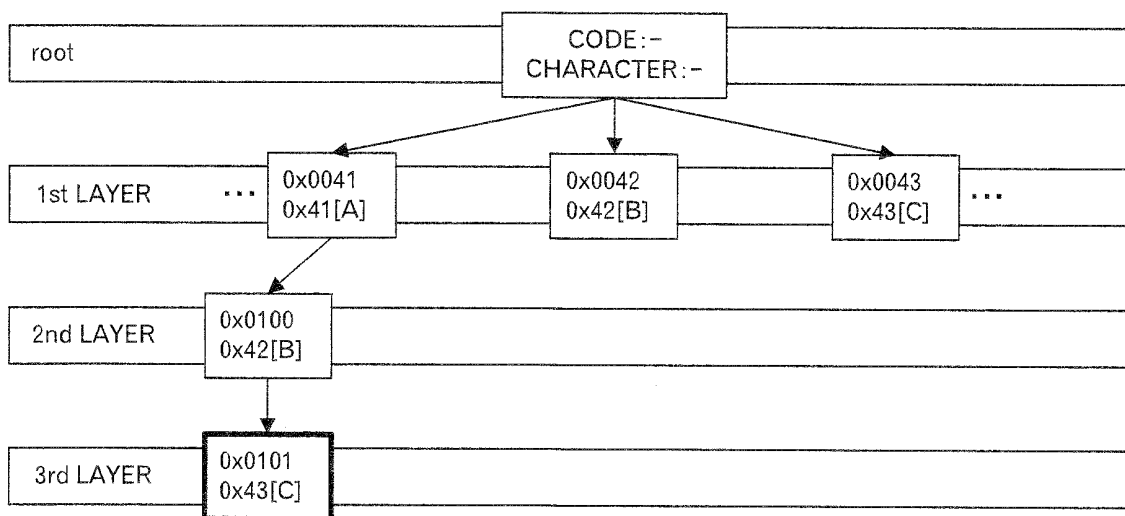 root
CODE:-
CHARACTER:-
1st LAYER
...
0x0041
0x41[A]
0x0042
0x42[B]
0x0043
0x43[C]
...
2nd LAYER
0x0100
0x42[B]
3rd LAYER
0x0101
0x43[C]